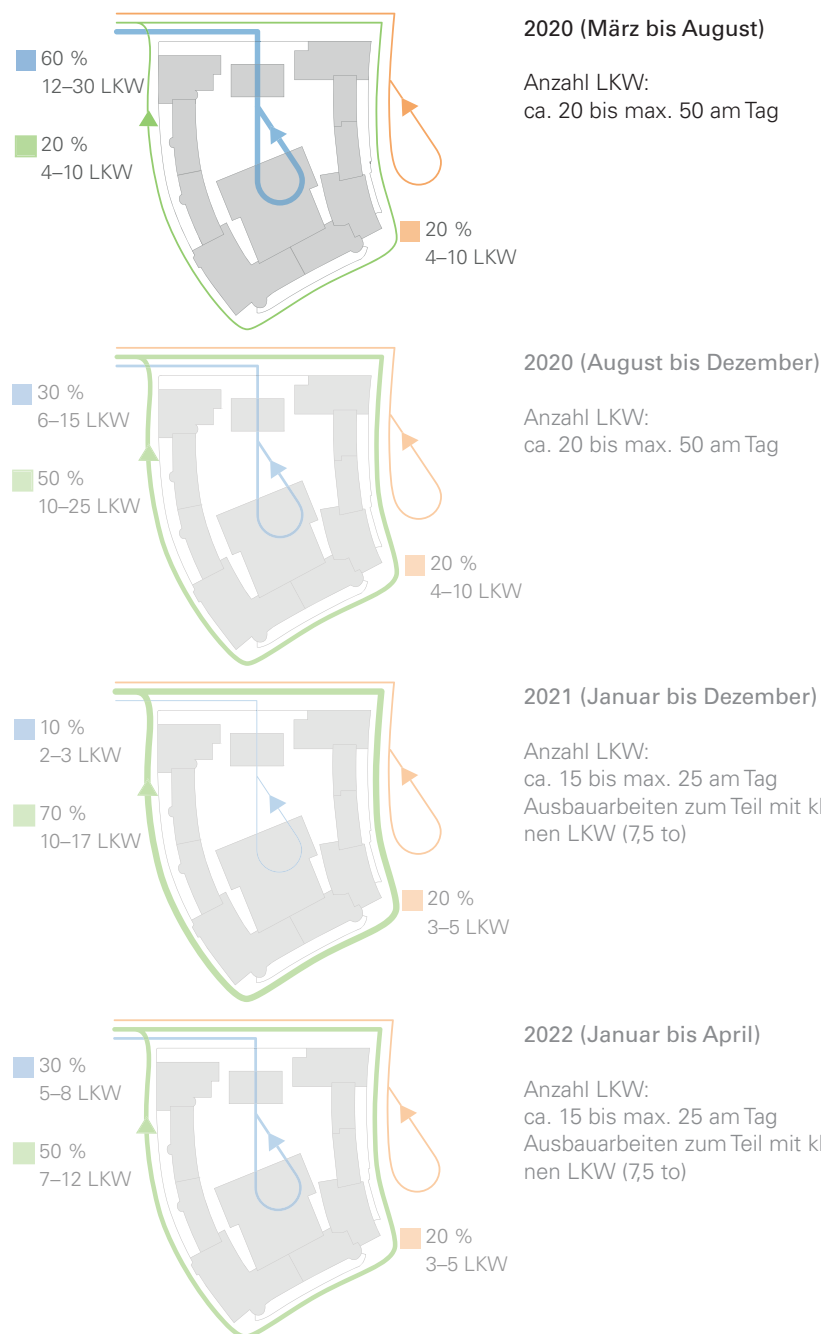 2020 (März bis August)
Anzahl LKW:
ca. 20 bis max. 50 am Tag
60 %
12–30 LKW
20 %
4–10 LKW
20 %
4–10 LKW
2020 (August bis Dezember)
Anzahl LKW:
ca. 20 bis max. 50 am Tag
30 %
6–15 LKW
50 %
10–25 LKW
20 %
4–10 LKW
2021 (Januar bis Dezember)
Anzahl LKW:
ca. 15 bis max. 25 am Tag
Ausbauarbeiten zum Teil mit
nen LKW (7,5 to)
10 %
2–3 LKW
70 %
10–17 LKW
20 %
3–5 LKW
2022 (Januar bis April)
Anzahl LKW:
ca. 15 bis max. 25 am Tag
Ausbauarbeiten zum Teil mit
nen LKW (7,5 to)
30 %
5–8 LKW
50 %
7–12 LKW
20 %
3–5 LKW